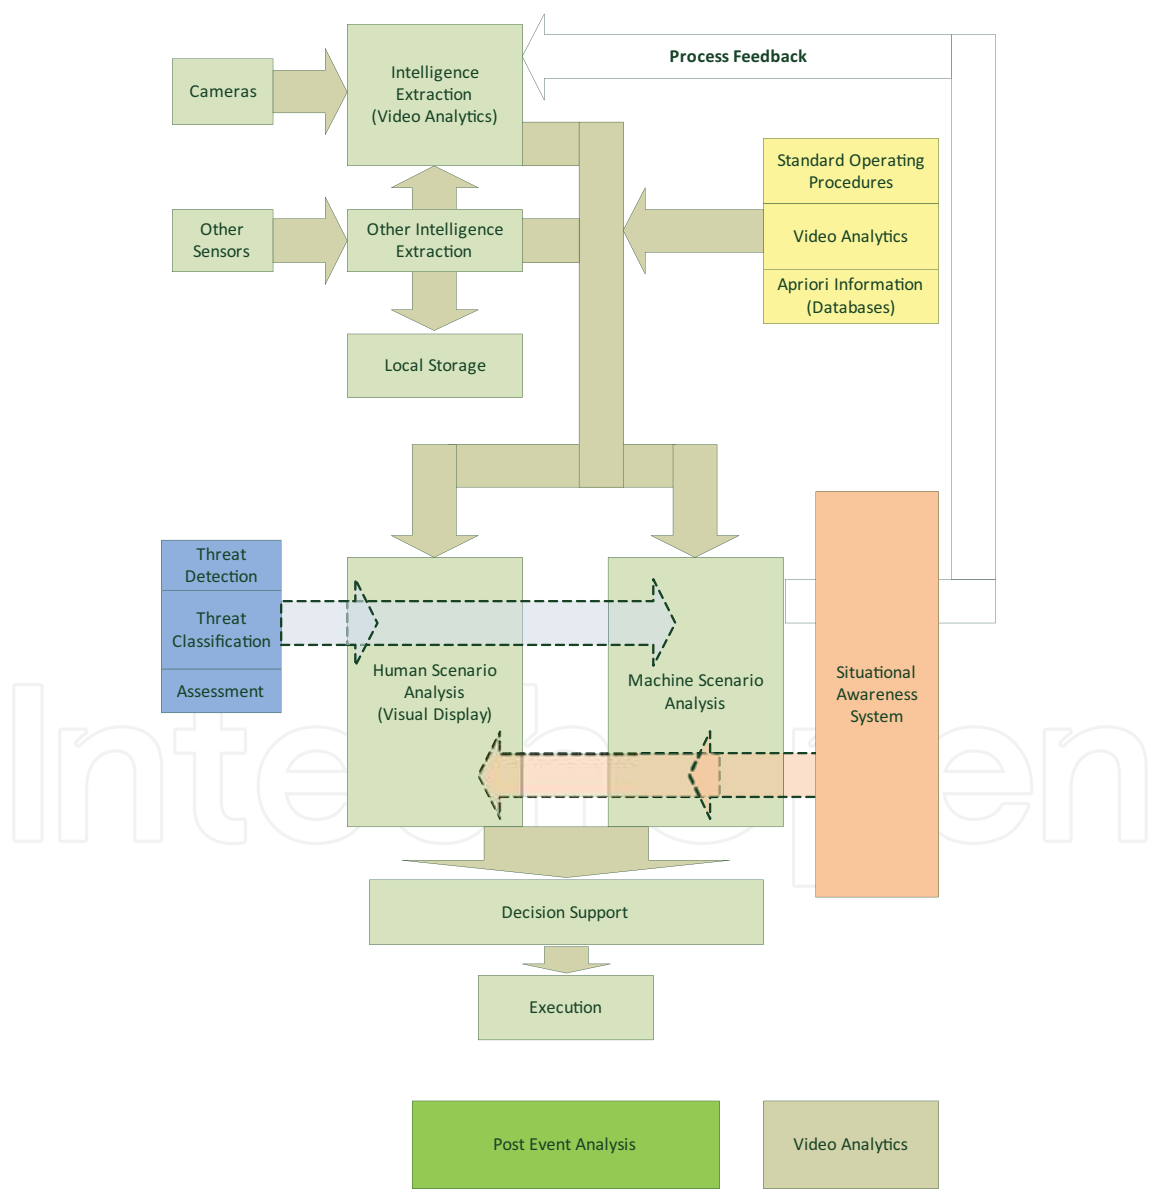 Process Feedback
Intelligence
Extraction
(Video Analytics)
Cameras
Standard Operating
Procedures
Other
Sensors
Other Intelligence
Extraction
Video Analytics
Apriori Information
(Databases)
Local Storage
Threat
Detection
Threat
Classification
Assessment
Human Scenario
Analysis
(Visual Display)
Machine Scenario
Analysis
Situational
Awareness
System
IntechOpen
Decision Support
Execution
Post Event Analysis
Video Analytics